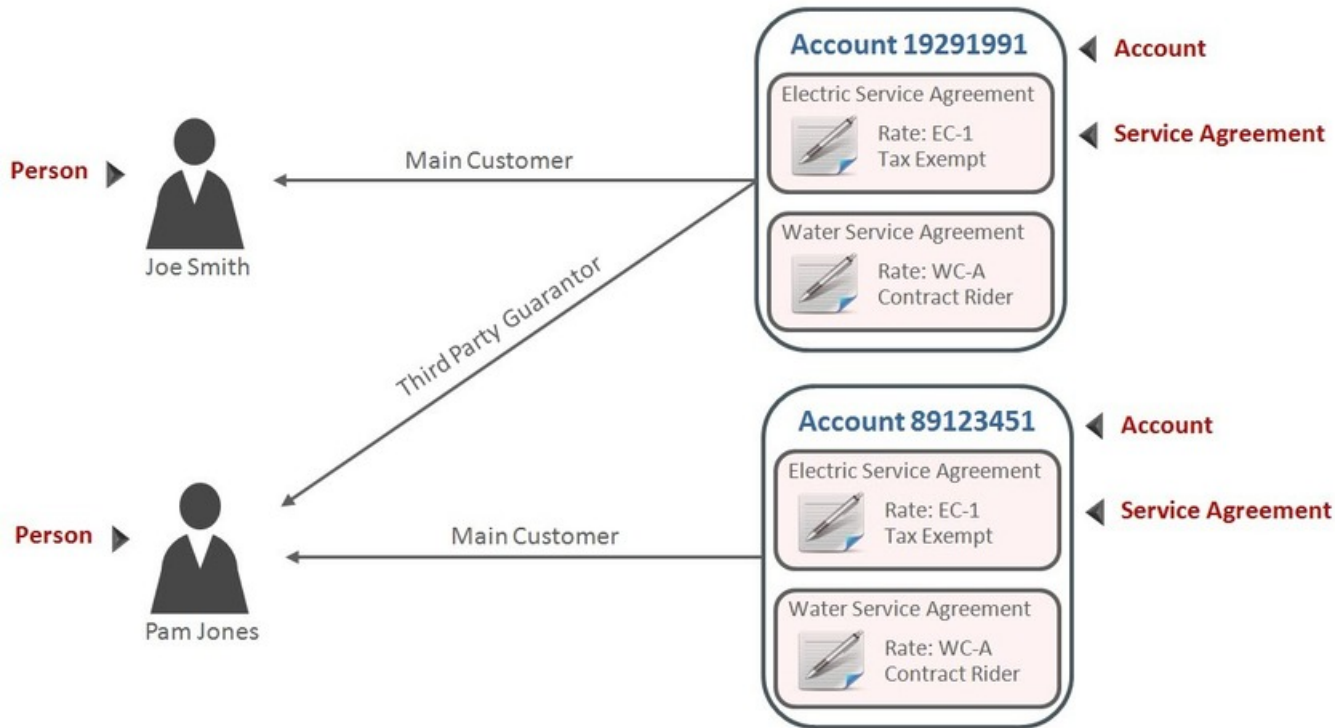 Account 19291991
Account
Electric Service Agreement
Rate: EC-1
Tax Exempt
Service Agreement
Person
Main Customer
Joe Smith
Water Service Agreement
Rate: WC-A
Contract Rider
Third Party Guarantor
Account 89123451
Account
Electric Service Agreement
Rate: EC-1
Tax Exempt
Service Agreement
Person
Main Customer
Pam Jones
Water Service Agreement
Rate: WC-A
Contract Rider